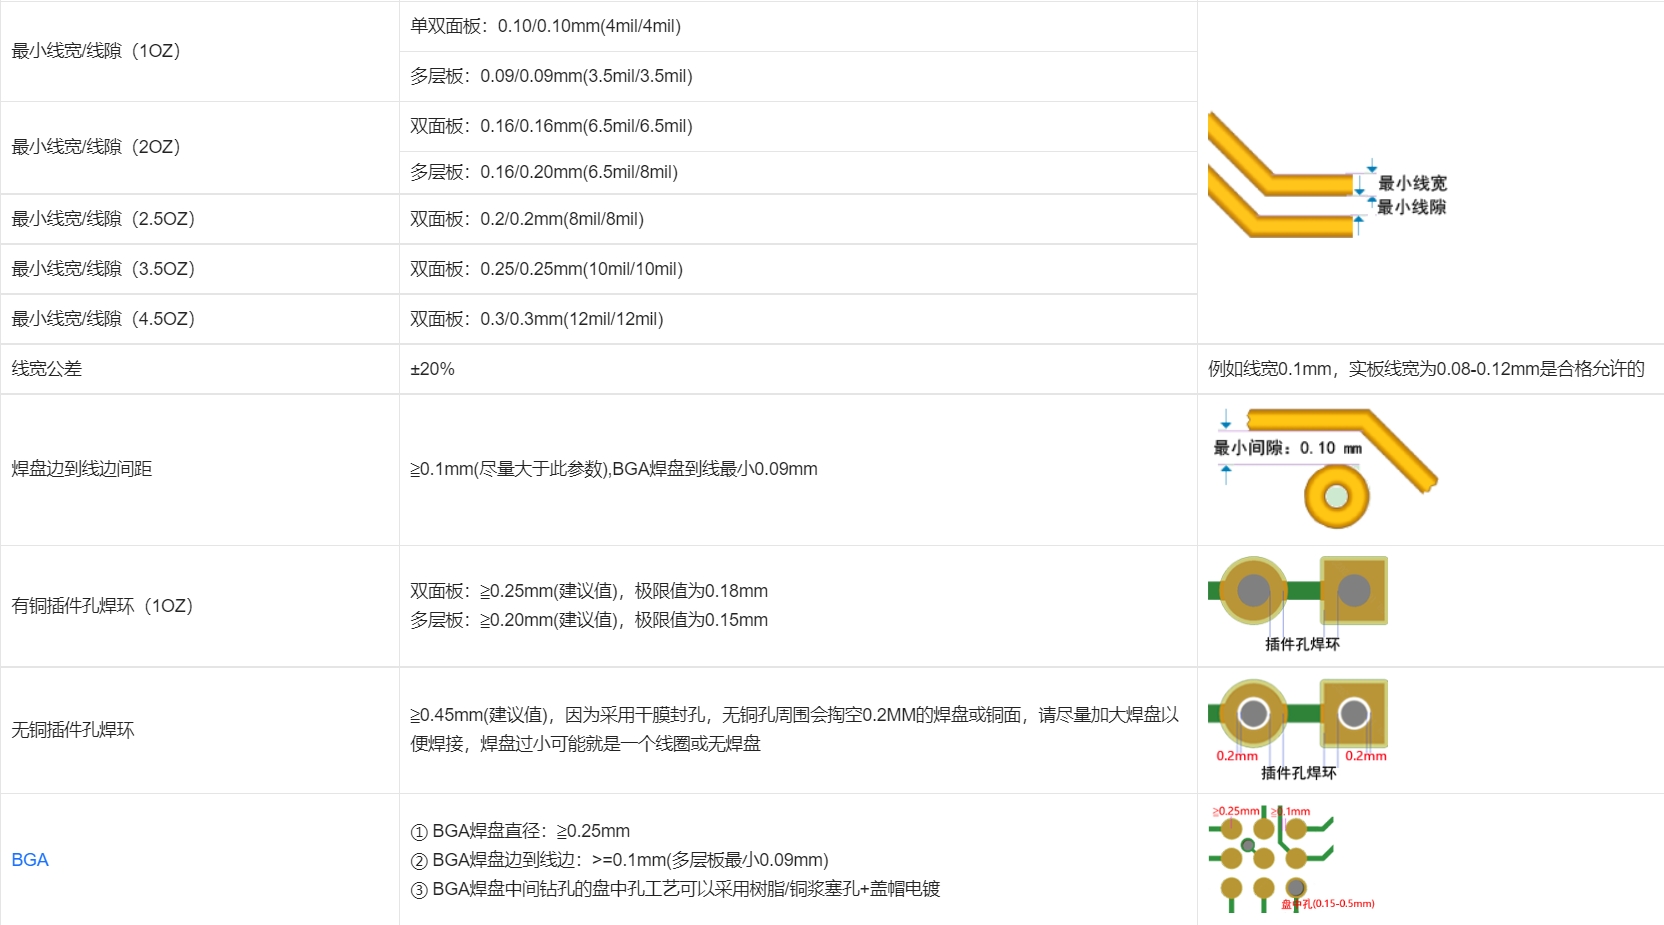 最小线宽/线隙（1OZ）
单双面板：0.10/0.10mm(4mil/4mil)
多层板：0.09/0.09mm(3.5mil/3.5mil)
最小线宽/线隙（2OZ）
双面板：0.16/0.16mm(6.5mil/6.5mil)
多层板：0.16/0.20mm(6.5mil/8mil)
最小线宽/线隙（2.5OZ）
双面板：0.2/0.2mm(8mil/8mil)
最小线宽/线隙（3.5OZ）
双面板：0.25/0.25mm(10mil/10mil)
最小线宽/线隙（4.5OZ）
双面板：0.3/0.3mm(12mil/12mil)
最小线宽
最小线隙
线宽公差
±20%
例如线宽0.1mm，实板线宽为0.08-0.12mm是合格允许的
焊盘边到线边间距
≧0.1mm(尽量大于此参数),BGA焊盘到线最小0.09mm
最小间隙：0.10 mm
有铜插件孔焊环（1OZ）
双面板：≧0.25mm(建议值)，极限值为0.18mm
多层板：≧0.20mm(建议值)，极限值为0.15mm
插件孔焊环
无铜插件孔焊环
≧0.45mm(建议值)，因为采用干膜封孔，无铜孔周围会掏空0.2MM的焊盘或铜面，请尽量加大焊盘以
便焊接，焊盘过小可能就是一个线圈或无焊盘
0.2mm
0.2mm
插件孔焊环
BGA
① BGA焊盘直径：≧0.25mm
② BGA焊盘边到线边：>=0.1mm(多层板最小0.09mm)
③ BGA焊盘中间钻孔的盘中孔工艺可以采用树脂/铜浆塞孔+盖帽电镀
≧0.25mm
≧0.1mm
盘中孔(0.15-0.5mm)